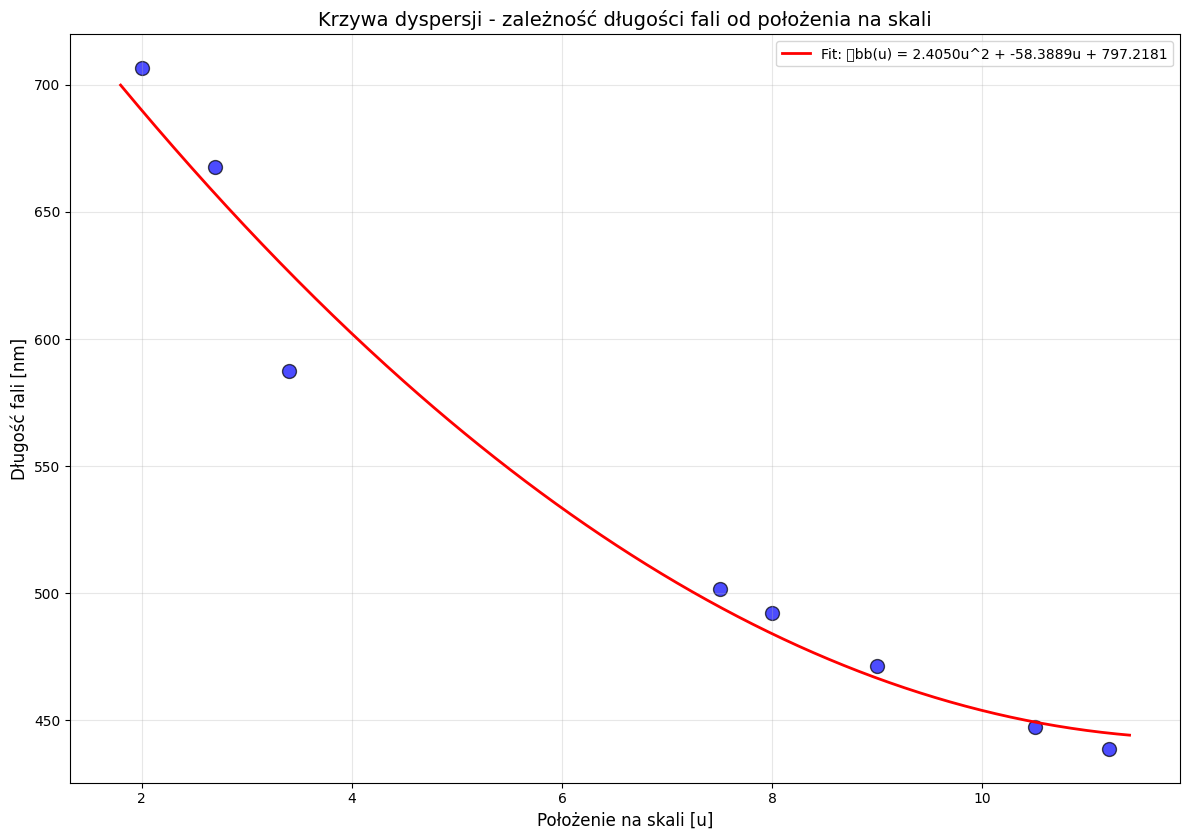 Krzywa dyspersji - zależność długości fali od położenia na skali
Fit: bb(u) = 2.4050u^2 + -58.3889u + 797.2181
700
650
600
550
500
450
Długość fali [nm]
2 4 6 8 10
Położenie na skali [u]